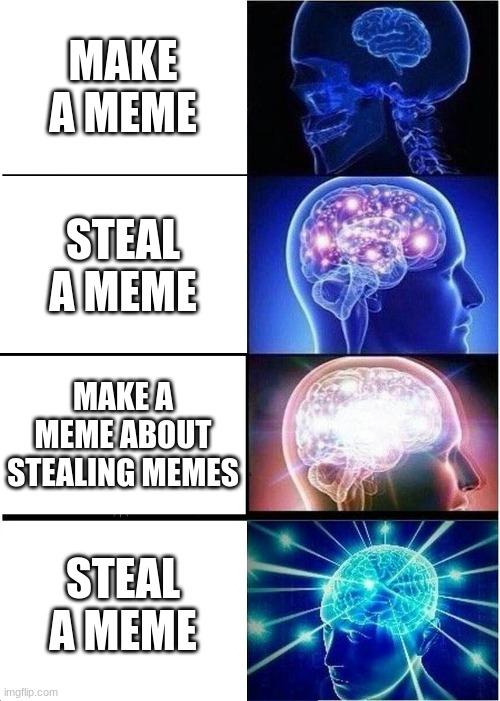 MAKE
A MEME
STEAL
A MEME
MAKE A
MEME ABOUT
STEALING MEMES
STEAL
A MEME
imgflip.com